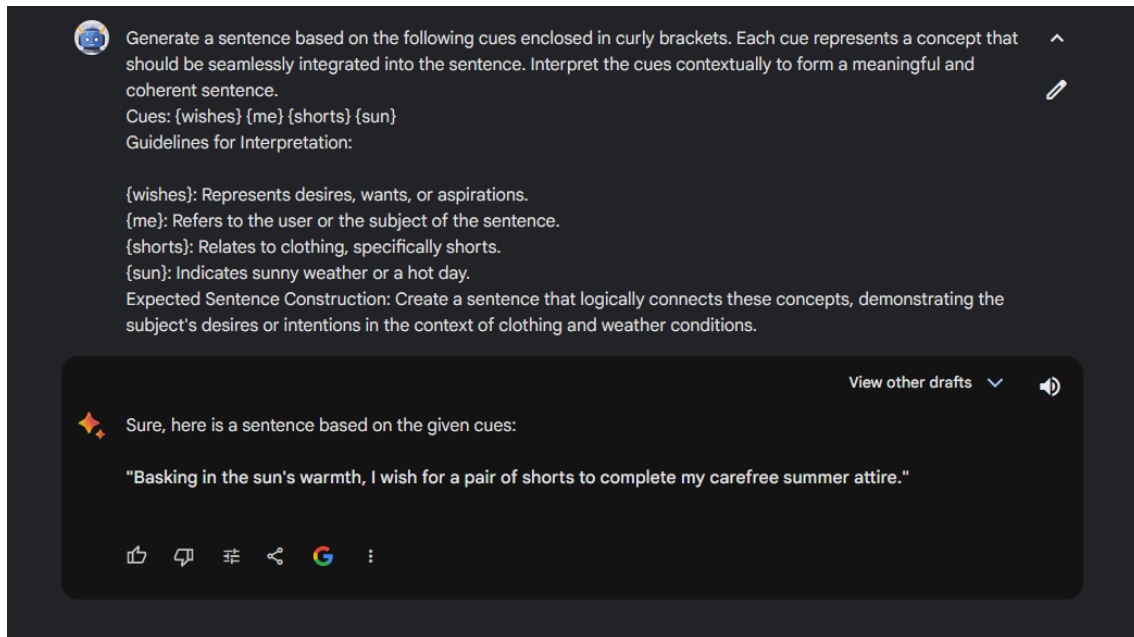 Generate a sentence based on the following cues enclosed in curly brackets. Each cue represents a concept that
should be seamlessly integrated into the sentence. Interpret the cues contextually to form a meaningful and
coherent sentence.
Cues: {wishes} {me} {shorts} {sun}
Guidelines for Interpretation:
{wishes}: Represents desires, wants, or aspirations.
{me}: Refers to the user or the subject of the sentence.
{shorts}: Relates to clothing, specifically shorts.
{sun}: Indicates sunny weather or a hot day.
Expected Sentence Construction: Create a sentence that logically connects these concepts, demonstrating the
subject's desires or intentions in the context of clothing and weather conditions.
View other drafts
Sure, here is a sentence based on the given cues:
"Basking in the sun's warmth, I wish for a pair of shorts to complete my carefree summer attire."